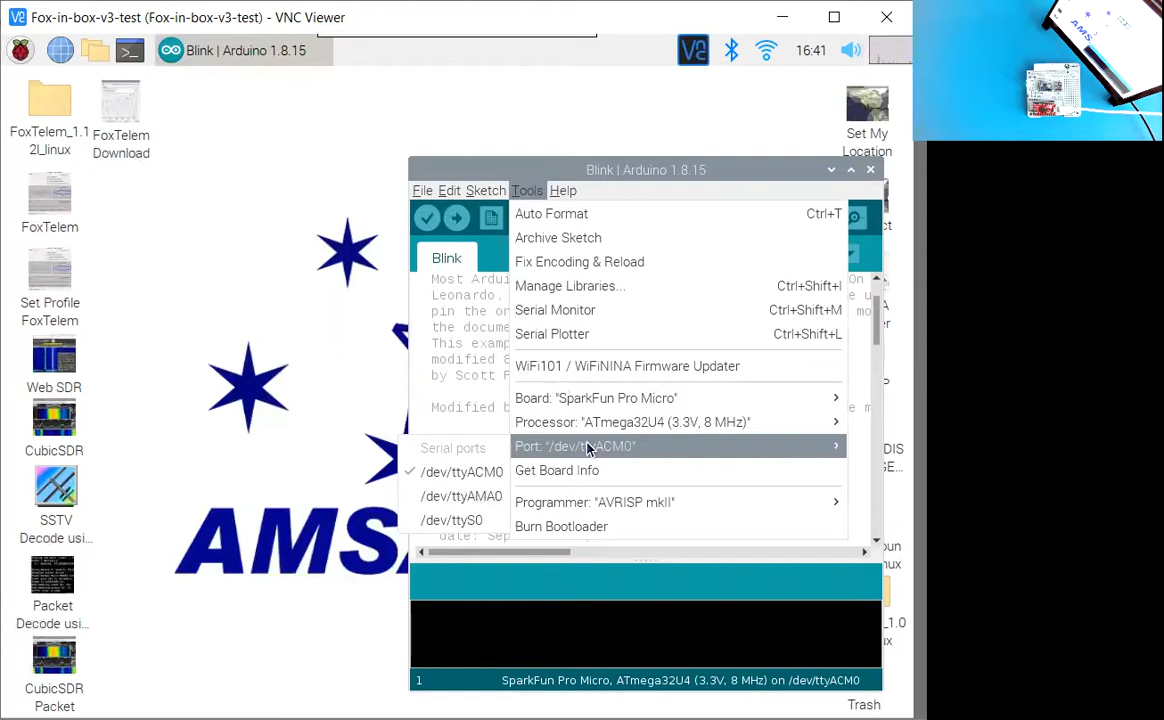 Fox-in-box-v3-test (Fox-in-box-v3-test) - VNC Viewer
Blink | Arduino 1.8.15
16:41
FoxTelem_1.1
2l_linux
FoxTelem
Download
FoxTelem
Set Profile
FoxTelem
Web SDR
CubicSDR
SSTV
Decode usi...
Packet
Decode usi...
CubicSDR
Packet
Set My
Location
Trash
AMS
Blink | Arduino 1.8.15
File Edit Sketch Tools Help
Blink
Most Ardui
Leonardo,
pin the on
the docume
This examp
modified 8
by Scott F
Modified b
Auto Format Ctrl+T
Archive Sketch
Fix Encoding & Reload
Manage Libraries... Ctrl+Shift+I
Serial Monitor Ctrl+Shift+M
Serial Plotter Ctrl+Shift+L
WiFi101 / WiFiNINA Firmware Updater
Board: "SparkFun Pro Micro"
Processor: "ATmega32U4 (3.3V, 8 MHz)"
Port: "/dev/ttyACM0"
Get Board Info
Programmer: "AVRISP mkII"
Burn Bootloader
Serial ports
/dev/ttyACM0
/dev/ttyAMA0
/dev/ttyS0
1 SparkFun Pro Micro, ATmega32U4 (3.3V, 8 MHz) on /dev/ttyACM0